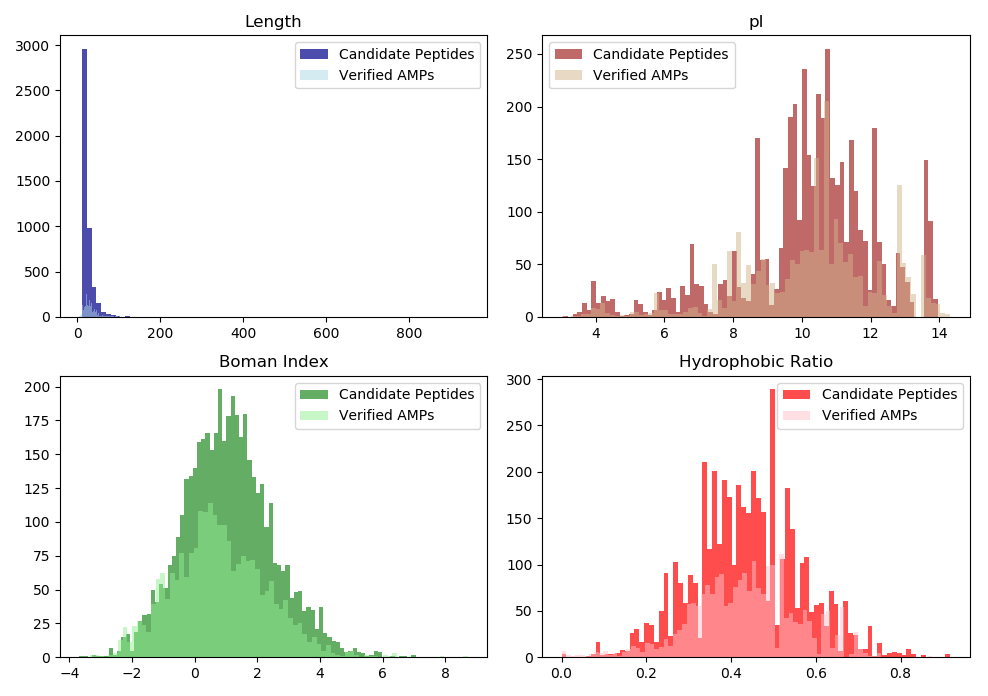 Length
3000
2500
2000
1500
1000
500
0
0 200 400 600 800
Candidate Peptides
Verified AMPs
pI
250
200
150
100
50
0
4 6 8 10 12 14
Candidate Peptides
Verified AMPs
Boman Index
200
175
150
125
100
75
50
25
0
−4 −2 0 2 4 6 8
Candidate Peptides
Verified AMPs
Hydrophobic Ratio
300
250
200
150
100
50
0
0.0 0.2 0.4 0.6 0.8
Candidate Peptides
Verified AMPs